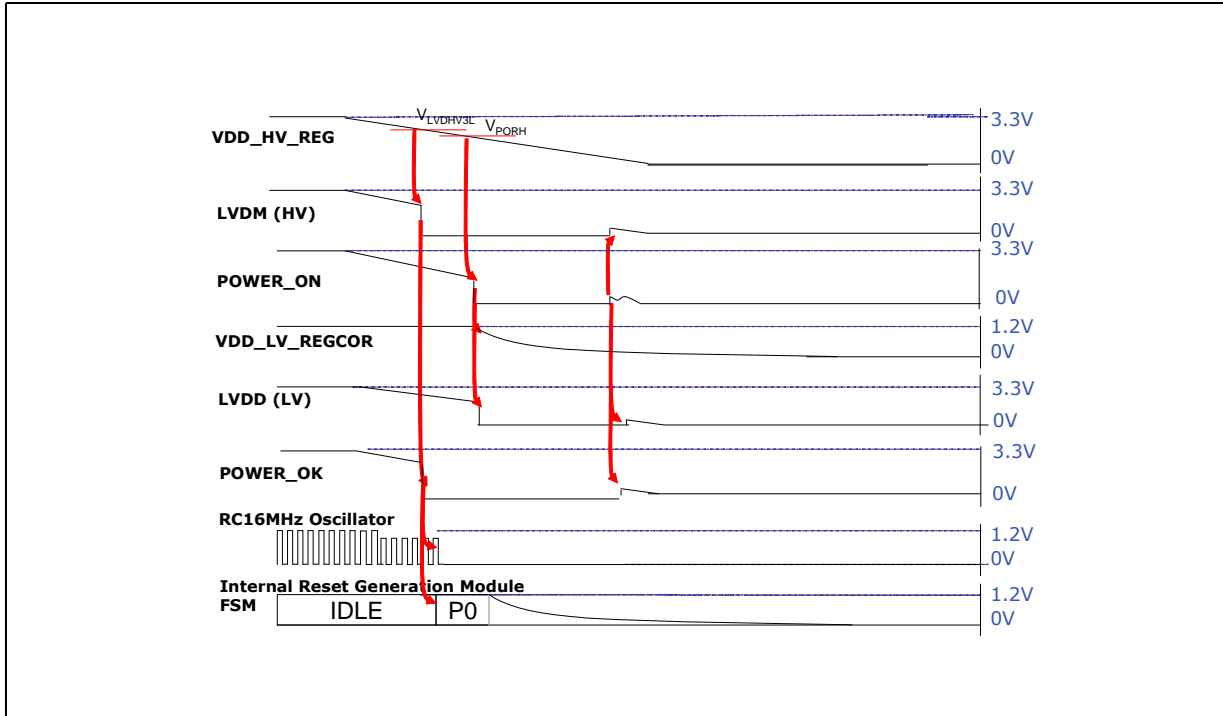 V_LVDHV3L
V_PORH
3.3V
VDD_HV_REG
0V
3.3V
LVDM (HV)
0V
3.3V
POWER_ON
0V
1.2V
VDD_LV_REGCOR
0V
3.3V
LVDD (LV)
0V
3.3V
POWER_OK
0V
RC16MHz Oscillator
1.2V
0V
Internal Reset Generation Module
FSM
IDLE
P0
1.2V
0V